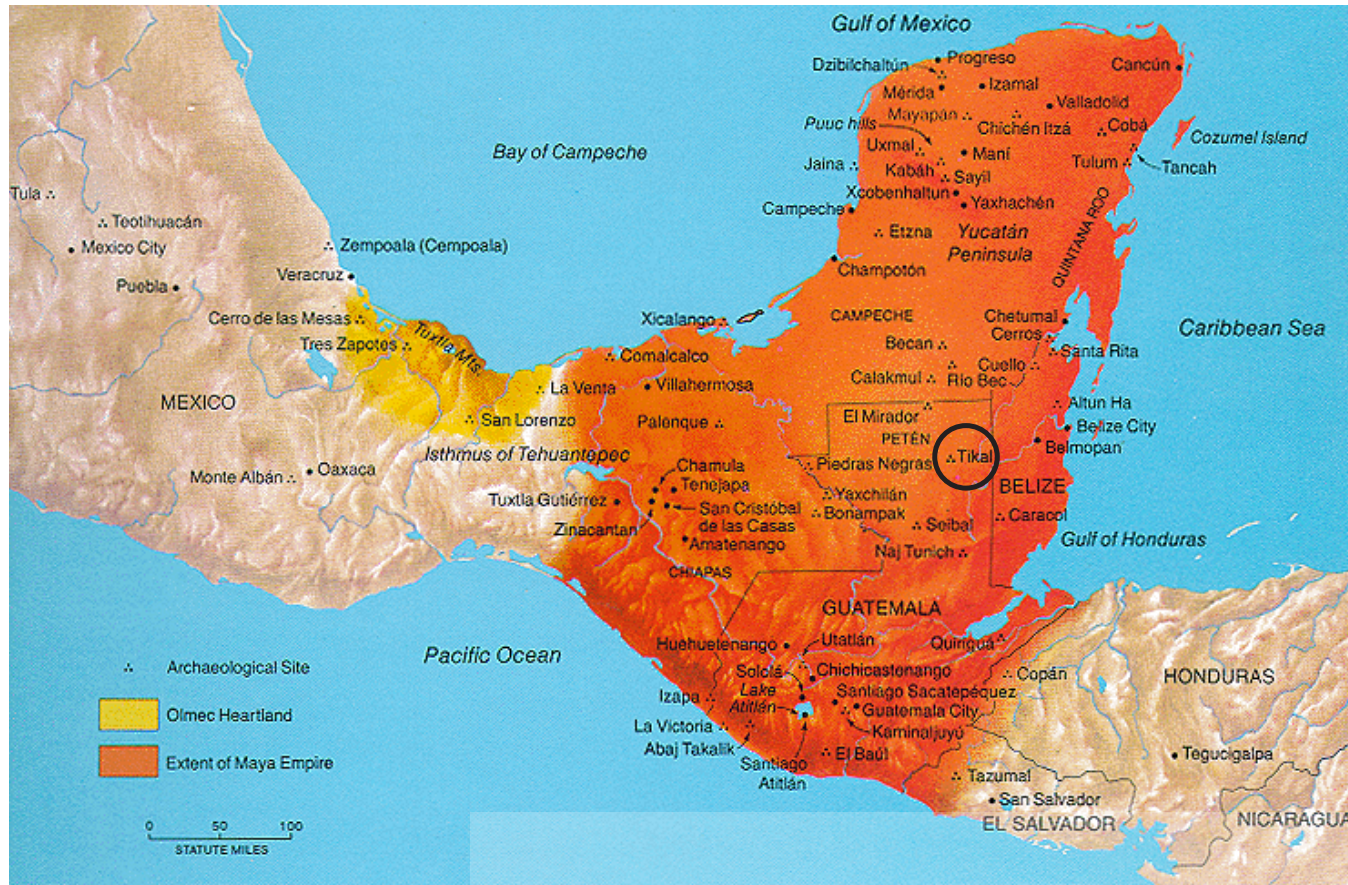 Gulf of Mexico
Progreso
Dzibilchaltún
Cancún
Izamal
Mérida
Valladolid
Mayapán
Chichén Itzá
Cobá
Puuc hills
Cozumel Island
Uxmal
Maní
Bay of Campeche
Jaina
Kabáh
Sayil
Tulum
Tancah
Tula
Xcobenhaltun
Yaxhachén
Campeche
Teotihuacán
Etzna
Yucatán
Peninsula
QUINTANA ROO
Mexico City
Zempoala (Cempoala)
Champotón
Veracruz
Puebla
Cerro de las Mesas
Xicalango
CAMPECHE
Chetumal
Cerros
Caribbean Sea
Tres Zapotes
Tuxtla Mts.
Becan
Santa Rita
Comalcalco
Cuello
Calakmul
Río Bec
La Venta
Villahermosa
MEXICO
El Mirador
Altun Ha
San Lorenzo
Palenque
PETÉN
Belize City
Isthmus of Tehuantepec
Tikal
Belmopan
Monte Albán
Oaxaca
Chamula
Piedras Negras
Tenejapa
BELIZE
Tuxtla Gutiérrez
Yaxchilán
San Cristóbal
de las Casas
Bonampak
Caracol
Zinacantan
Seibal
Amatenango
Naj Tunich
Gulf of Honduras
CHIAPAS
GUATEMALA
Huehuetenango
Utatlán
Quiriguá
Pacific Ocean
Archaeological Site
Sololá
Chichicastenango
Copán
HONDURAS
Izapa
Lake
Atitlán
Santiago Sacatepéquez
Olmec Heartland
Guatemala City
La Victoria
Kaminaljuyú
Abaj Takalik
El Baúl
Tegucigalpa
Extent of Maya Empire
Santiago
Atitlán
Tazumal
San Salvador
EL SALVADOR
NICARAGUA
0 50 100
STATUTE MILES